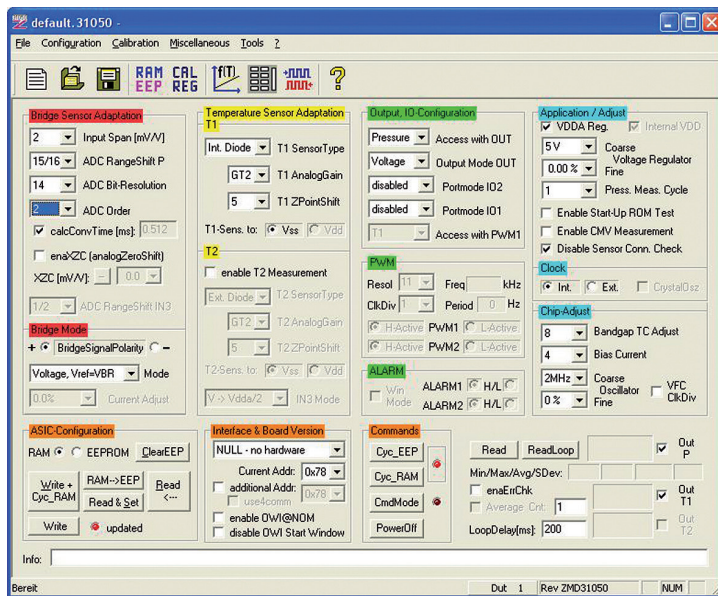 default.31050 -
File Configuration Calibration Miscellaneous Tools ?
RAM EEP CAL REG f(T) ?
Bridge Sensor Adaptation
2 Input Span [mV/V]
15/16 ADC RangeShift P
14 ADC Bit-Resolution
2 ADC Order
calcConvTime [ms]: 0.512
enaXZC (analogZeroShift)
XZC [mV/V]: - 0.0
1/2 ADC RangeShift IN3
Bridge Mode
+ BridgeSignalPolarity -
Voltage, Vref=VBR Mode
0.0% Current Adjust
Temperature Sensor Adaptation
T1
Int. Diode T1 SensorType
GT2 T1 AnalogGain
5 T1 ZPointShift
T1-Sens. to: Vss Vdd
T2
enable T2 Measurement
Ext. Diode T2 SensorType
GT2 T2 AnalogGain
5 T2 ZPointShift
T2-Sens. to: Vss Vdd
V -> Vdda/2 IN3 Mode
Output, IO-Configuration
Pressure Access with OUT
Voltage Output Mode OUT
disabled Portmode IO2
disabled Portmode IO1
T1 Access with PWM1
PWM
Resol 11 Freq kHz
ClkDiv 1 Period 0 Hz
H-Active PWM1 L-Active
H-Active PWM2 L-Active
ALARM
Win Mode
ALARM1 H/L
ALARM2 H/L
Application / Adjust
VDDA Reg. Internal VDD
5 V Coarse
Voltage Regulator
0.00 % Fine
1 Press. Meas. Cycle
Enable Start-Up ROM Test
Enable CMV Measurement
Disable Sensor Conn. Check
Clock
Int. Ext. CrystalOsz
Chip-Adjust
8 Bandgap TC Adjust
4 Bias Current
2MHz Coarse
Oscillator
0 % Fine
VFC ClkDiv
ASIC-Configuration
RAM EEPROM ClearEEP
Write + Cyc_RAM
RAM-->EEP
Read & Set
Read <---
Write updated
Interface & Board Version
NULL - no hardware
Current Addr: 0x78
additional Addr: 0x78
use4comm
enable OWI@NOM
disable OWI Start Window
Commands
Cyc_EEP
Cyc_RAM
CmdMode
PowerOff
Read ReadLoop Out P
Min/Max/Avg/SDev:
enaErrChk
Average Cnt: 1
Out T1
LoopDelay[ms]: 200
Out T2
Info:
Bereit Dut 1 Rev ZMD31050 NUM